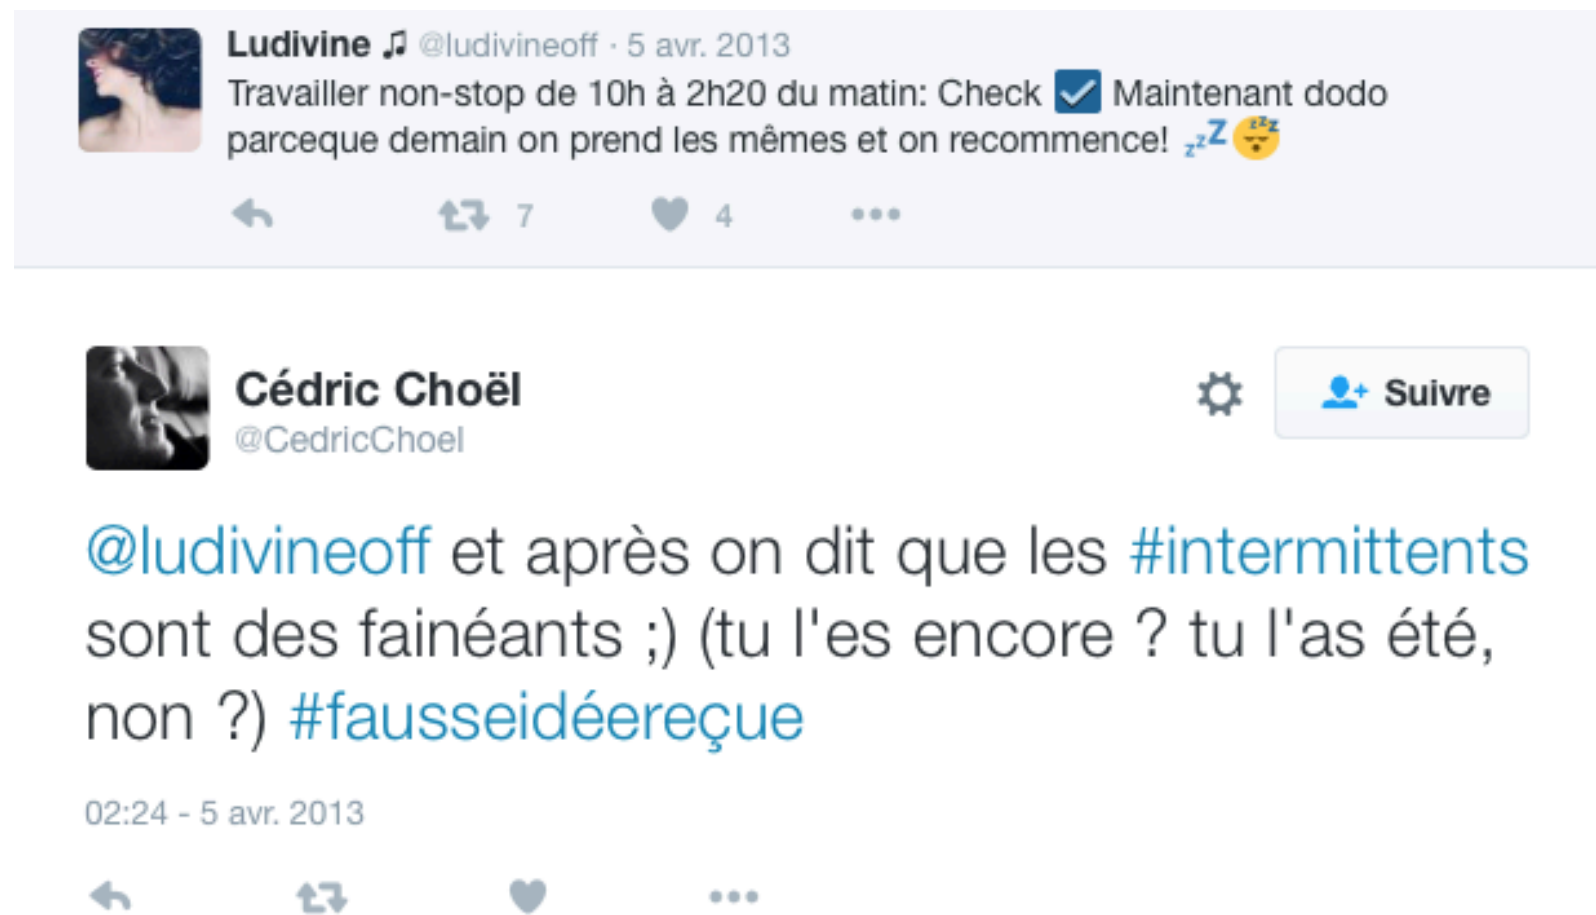 Ludivine ♫ @ludivineoff · 5 avr. 2013
Travailler non-stop de 10h à 2h20 du matin: Check ☑ Maintenant dodo
parceque demain on prend les mêmes et on recommence! 💤😴
7 4
Cédric Choël
@CedricChoel
Suivre
@ludivineoff et après on dit que les #intermittents
sont des fainéants ;) (tu l'es encore ? tu l'as été,
non ?) #fausseidéereçue
02:24 - 5 avr. 2013